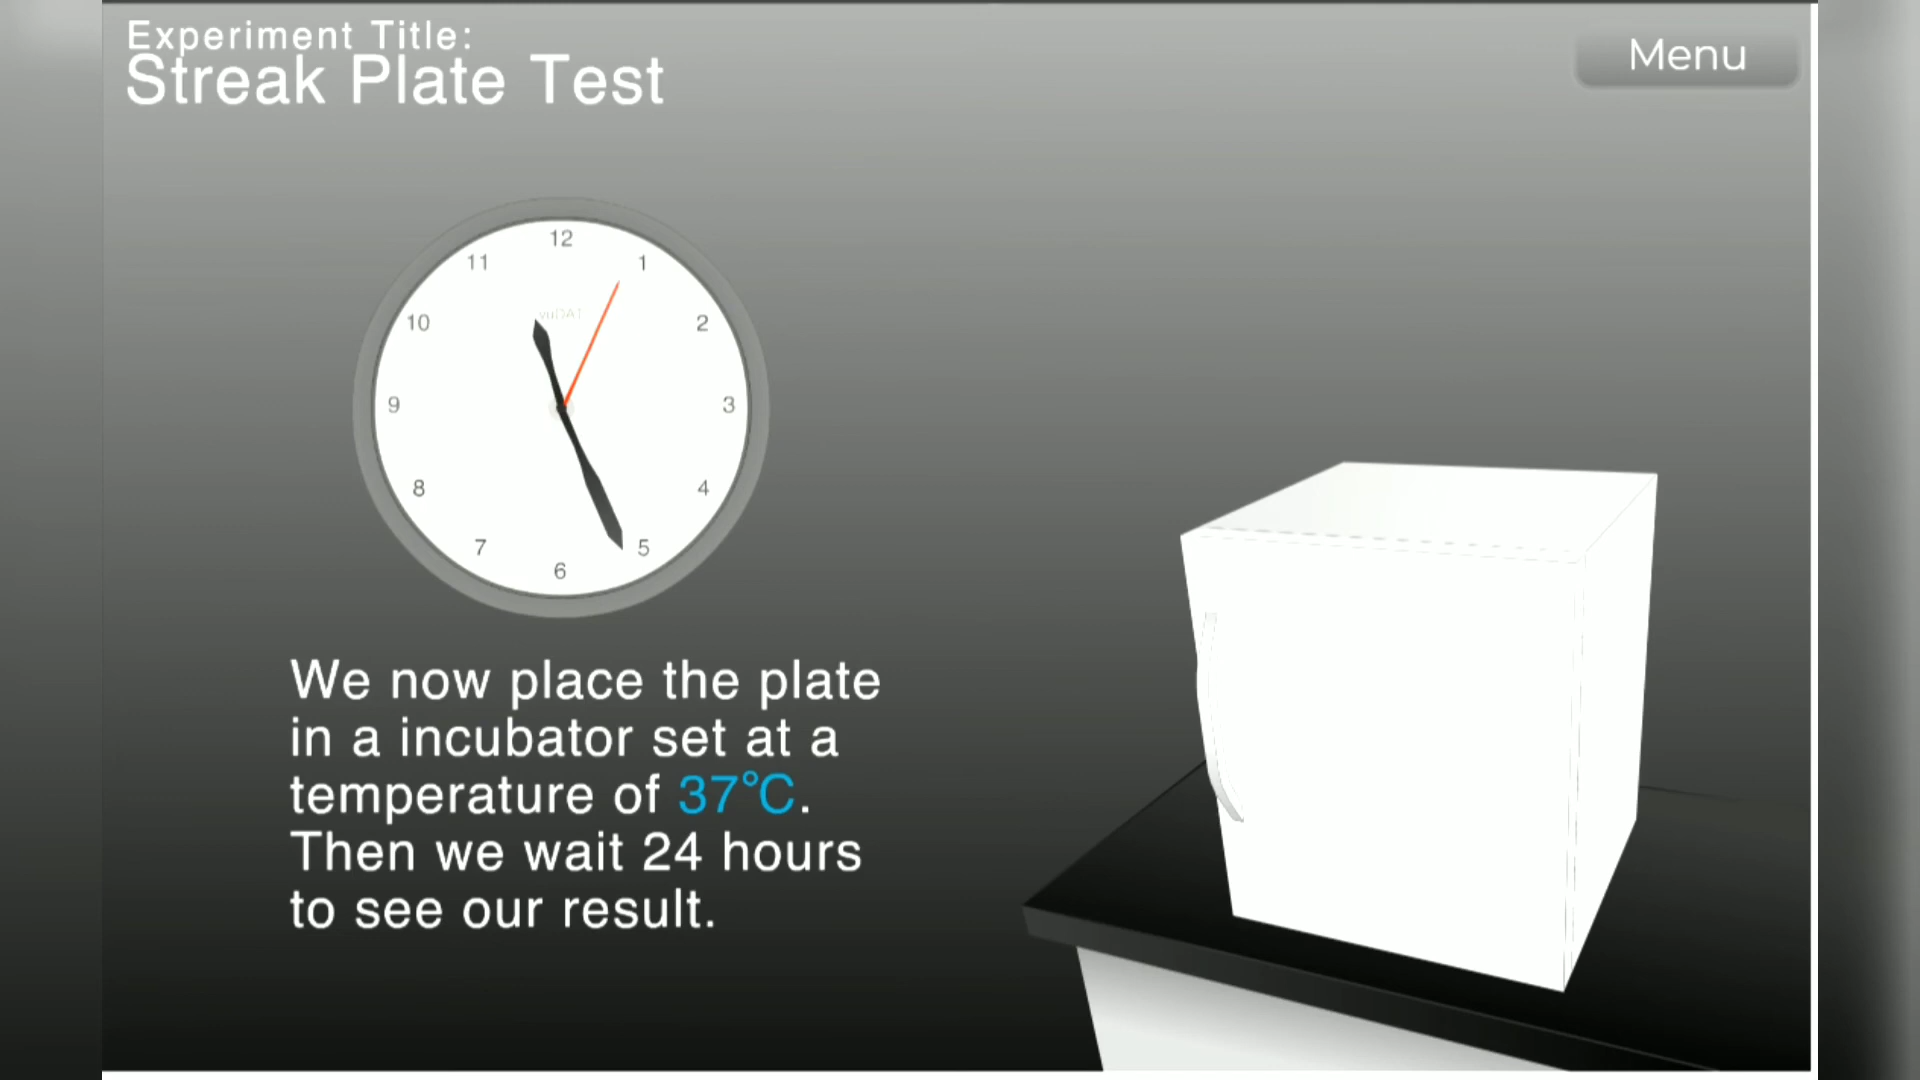 Experiment Title:
Streak Plate Test
Menu
12
11
1
10
2
9
3
8
4
7
5
6
We now place the plate
in a incubator set at a
temperature of 37°C.
Then we wait 24 hours
to see our result.